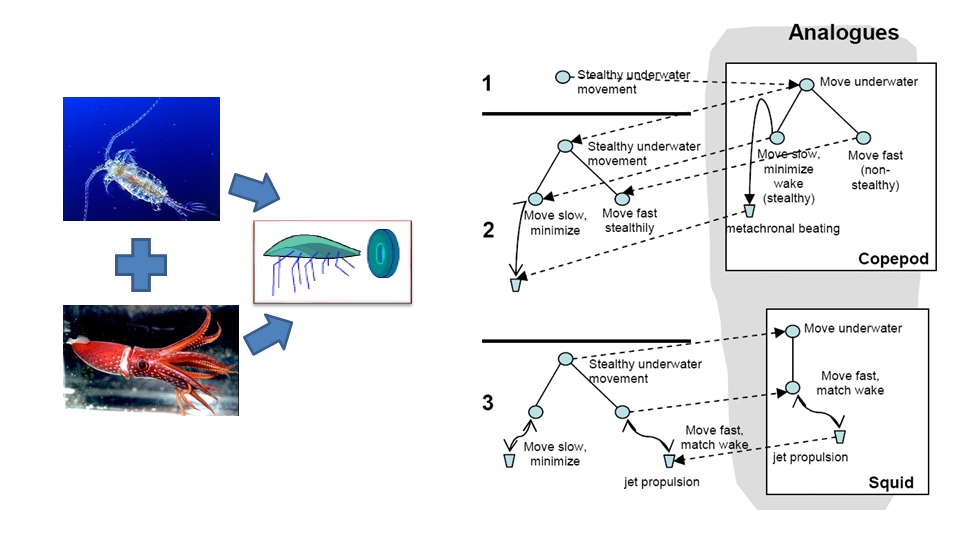 Analogues
1
Stealthy underwater
movement
Move underwater
Move slow,
minimize
wake
(stealthy)
Move fast
(non-
stealthy)
metachronal beating
Copepod
2
Stealthy underwater
movement
Move slow,
minimize
Move fast
stealthily
3
Stealthy underwater
movement
Move slow,
minimize
Move fast,
match wake
jet propulsion
Move underwater
Move fast,
match wake
jet propulsion
Squid